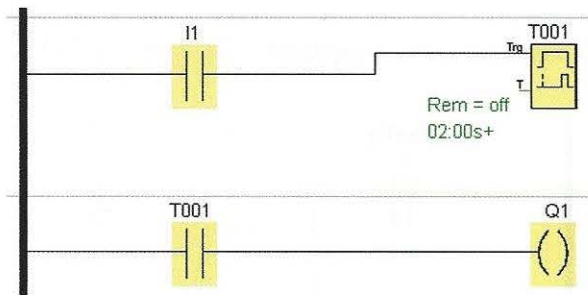 I1
T001
Trg
T
Rem = off
02:00s+
T001
Q1